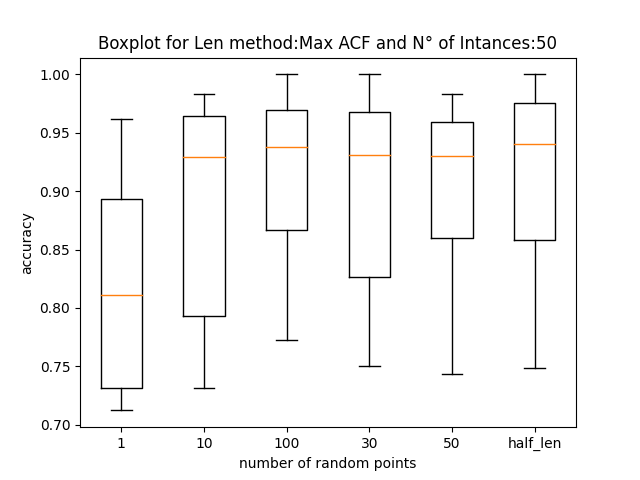 Boxplot for Len method:Max ACF and N° of Intances:50
accuracy
1.00
0.95
0.90
0.85
0.80
0.75
0.70
1 10 100 30 50 half_len
number of random points